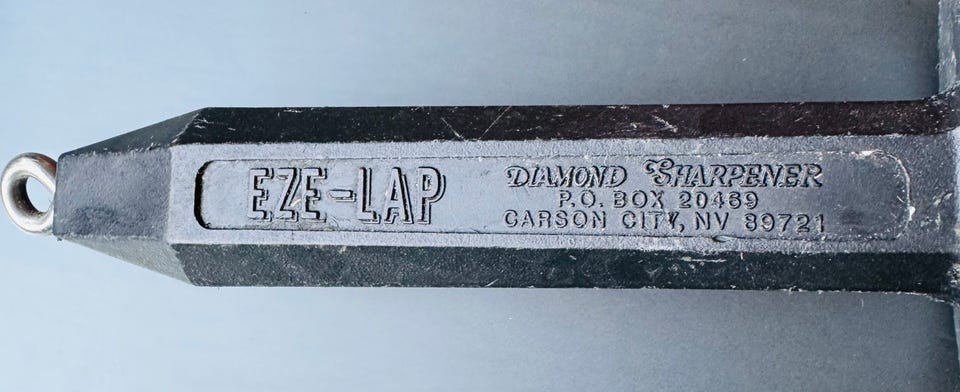 EZE-LAP
DIAMOND SHARPENER
P.O. BOX 20469
CARSON CITY, NV 89721